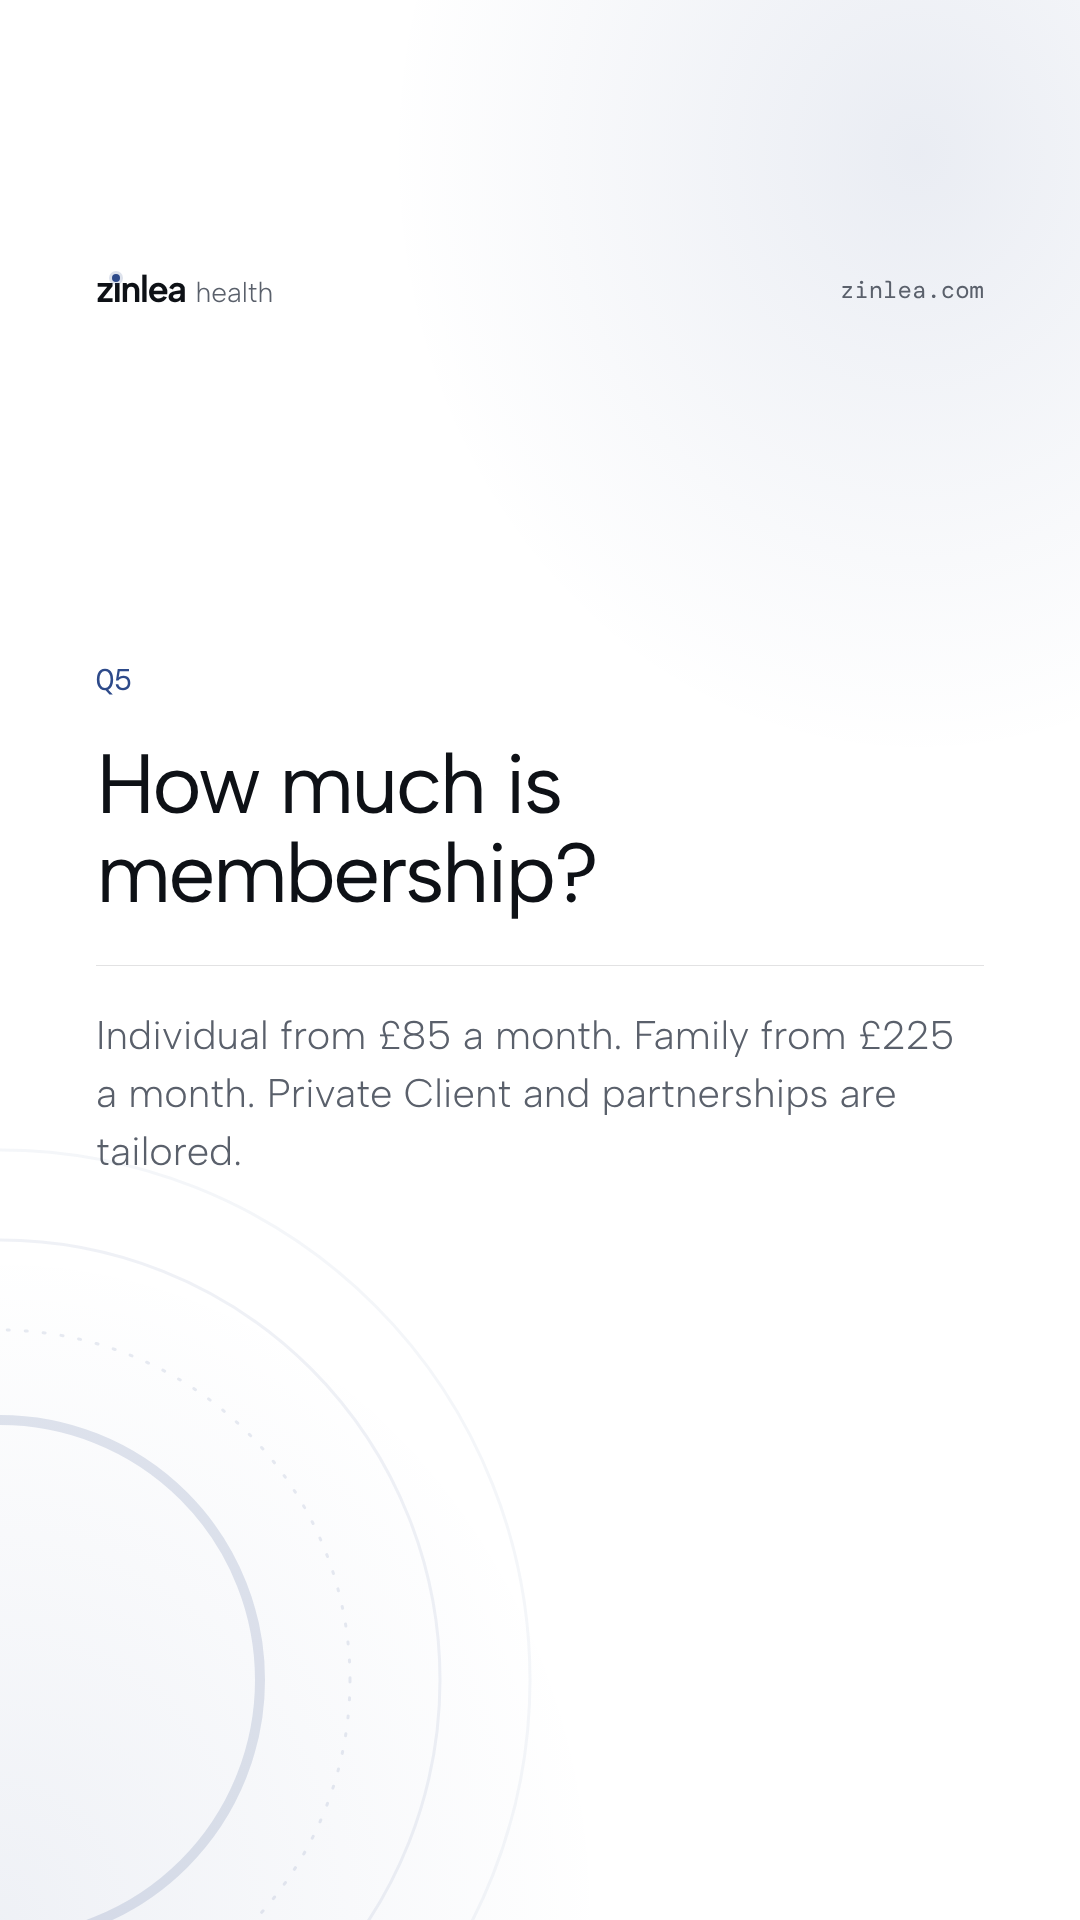 zinlea health
zinlea.com
Q5
How much is
membership?
Individual from £85 a month. Family from £225
a month. Private Client and partnerships are
tailored.